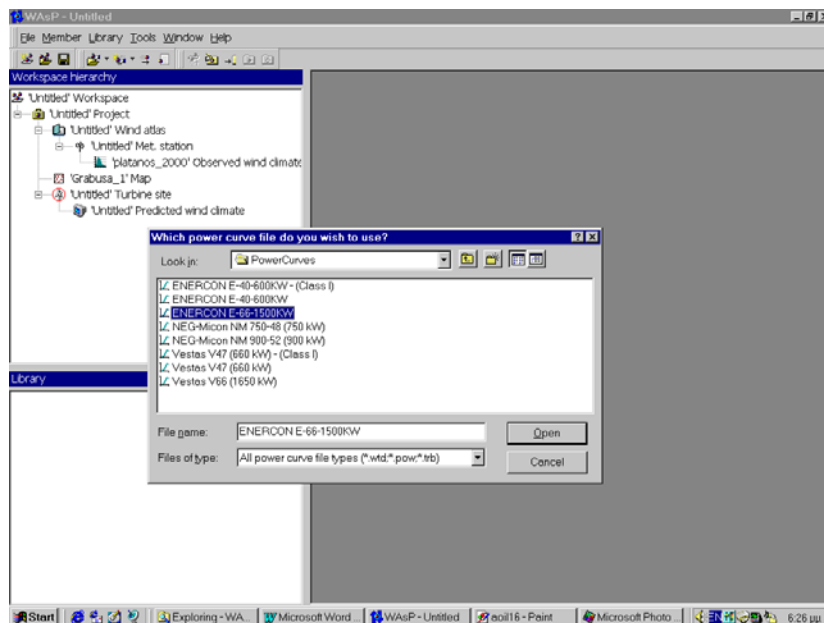 WAsP - Untitled
File Member Library Tools Window Help
Workspace hierarchy
'Untitled' Workspace
'Untitled' Project
'Untitled' Wind atlas
'Untitled' Met. station
'platanos_2000' Observed wind climate
'Grabusa_1' Map
'Untitled' Turbine site
'Untitled' Predicted wind climate
Which power curve file do you wish to use?
Look in: PowerCurves
ENERCON E-40-600KW - (Class I)
ENERCON E-40-600KW
ENERCON E-66-1500KW
NEG-Micon NM 750-48 (750 kW)
NEG-Micon NM 900-52 (900 kW)
Vestas V47 (660 kW) - (Class I)
Vestas V47 (660 kW)
Vestas V66 (1650 kW)
File name: ENERCON E-66-1500KW Open
Files of type: All power curve file types (*.wtd;*.pow;*.trb) Cancel
Library
Start Exploring - WA... Microsoft Word ... WAsP - Untitled aoil16 - Paint Microsoft Photo ... EN 6:26 μμ